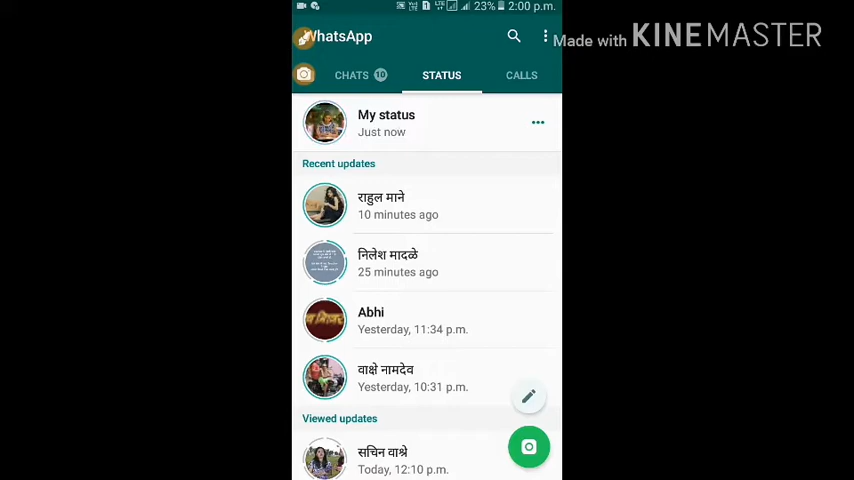 23% 2:00 p.m.
WhatsApp
Made with KINEMASTER
CHATS 10 STATUS CALLS
My status
Just now
Recent updates
राहुल माने
10 minutes ago
निलेश मादळे
25 minutes ago
Abhi
Yesterday, 11:34 p.m.
वाक्षे नामदेव
Yesterday, 10:31 p.m.
Viewed updates
सचिन वाश्रे
Today, 12:10 p.m.